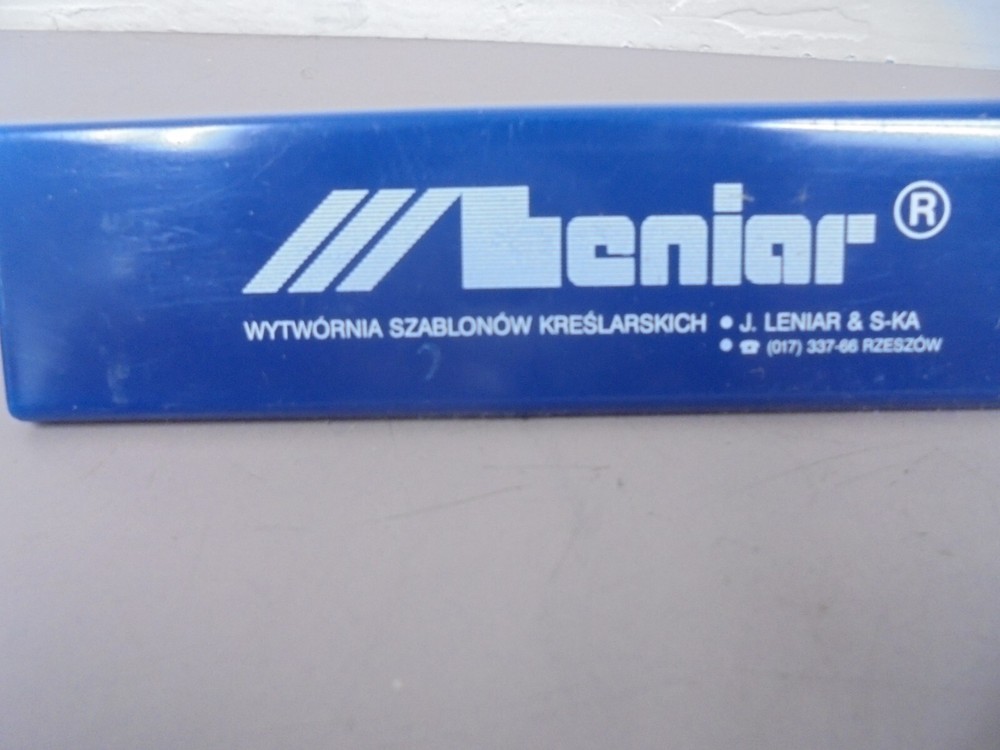 Leniar ®
WYTWÓRNIA SZABLONÓW KREŚLARSKICH ● J. LENIAR & S-KA
● ☎ (017) 337-66 RZESZÓW